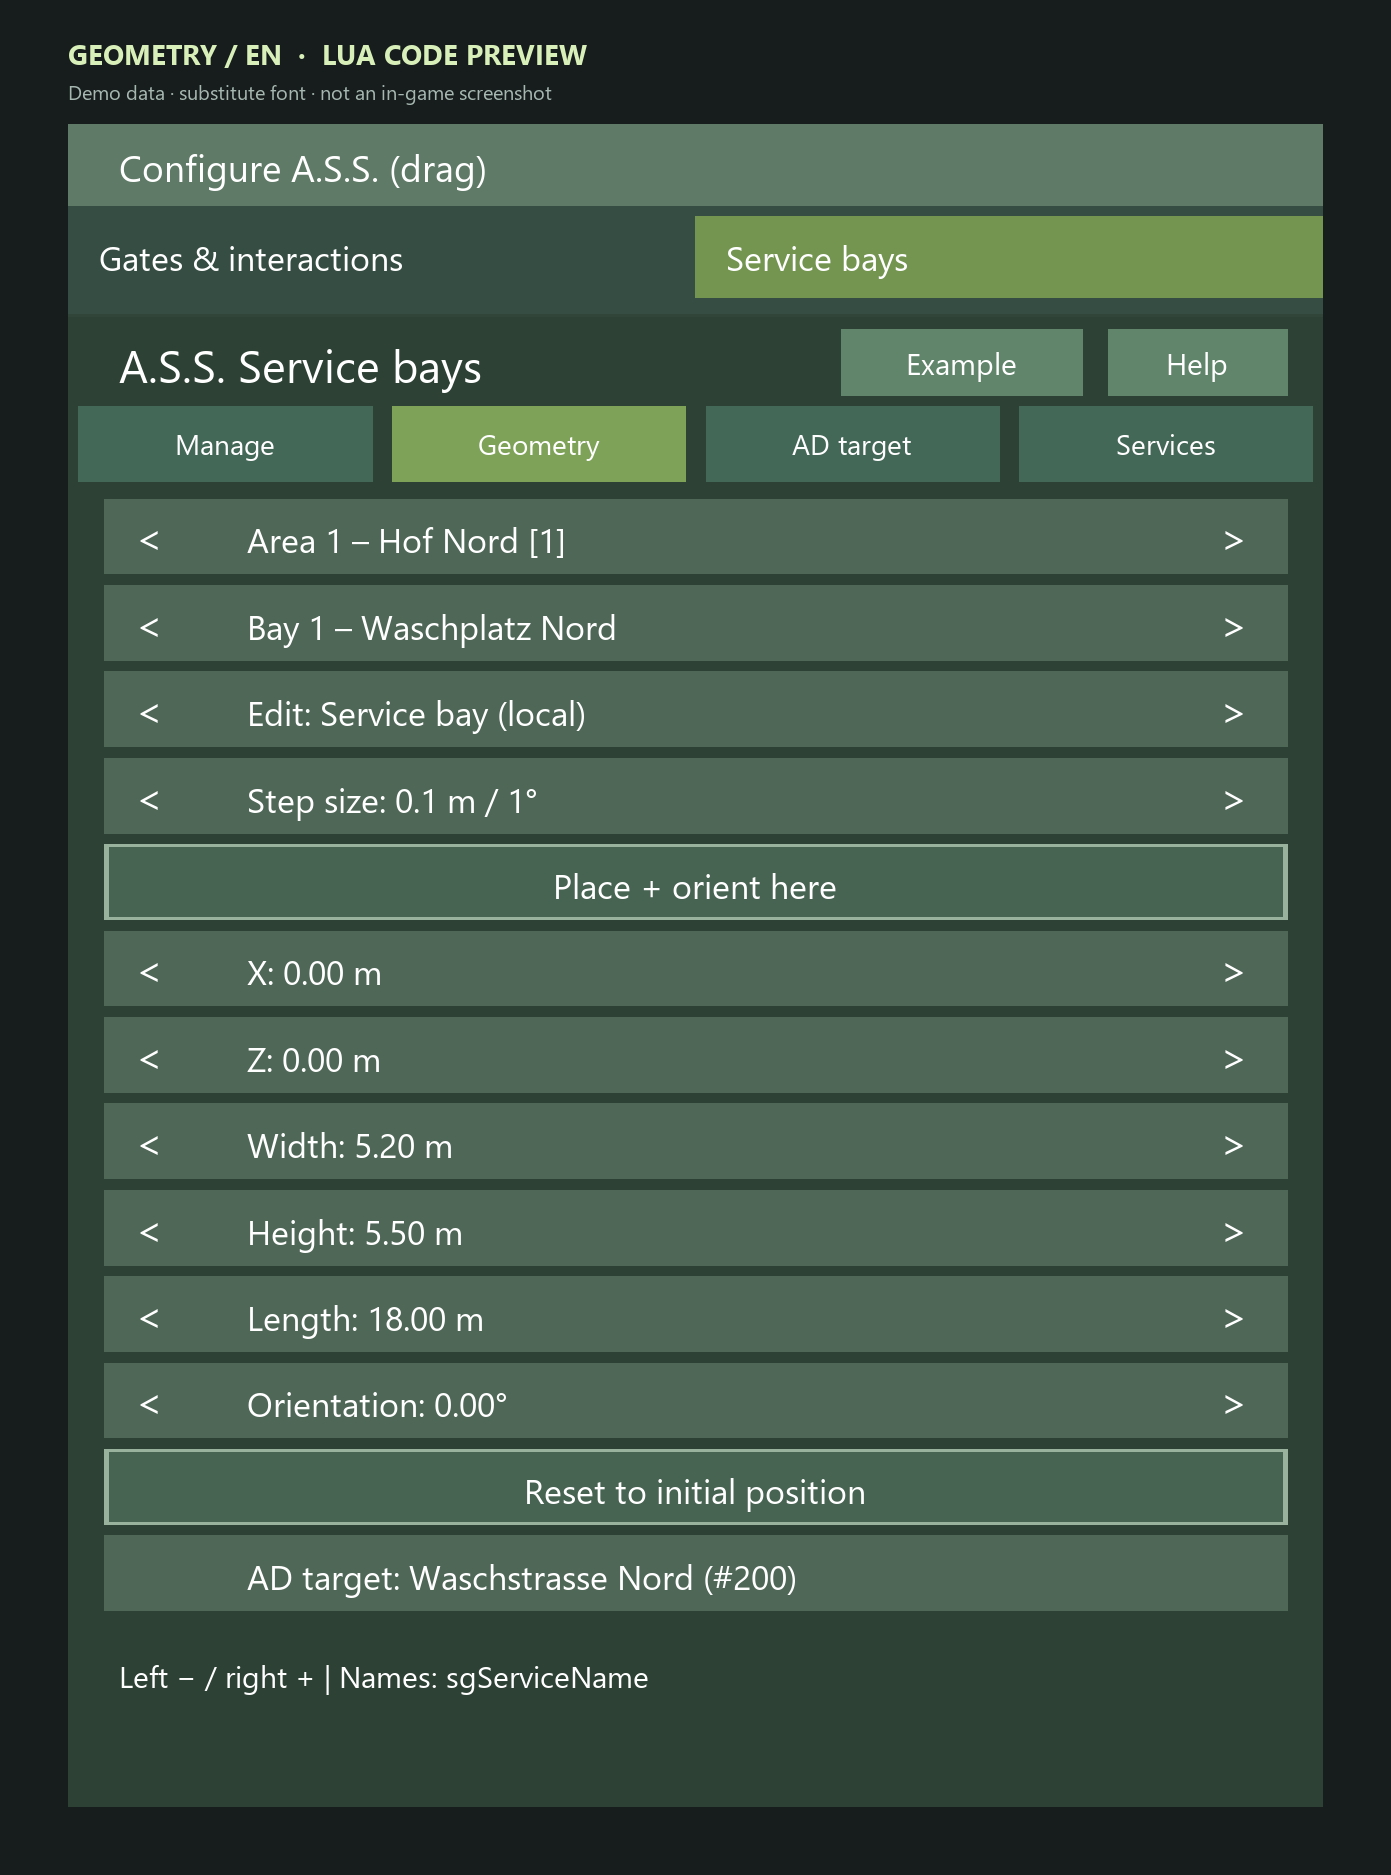 GEOMETRY / EN · LUA CODE PREVIEW
Demo data · substitute font · not an in-game screenshot
Configure A.S.S. (drag)
Gates & interactions Service bays
A.S.S. Service bays Example Help
Manage Geometry AD target Services
< Area 1 – Hof Nord [1] >
< Bay 1 – Waschplatz Nord >
< Edit: Service bay (local) >
< Step size: 0.1 m / 1° >
Place + orient here
< X: 0.00 m >
< Z: 0.00 m >
< Width: 5.20 m >
< Height: 5.50 m >
< Length: 18.00 m >
< Orientation: 0.00° >
Reset to initial position
AD target: Waschstrasse Nord (#200)
Left − / right + | Names: sgServiceName